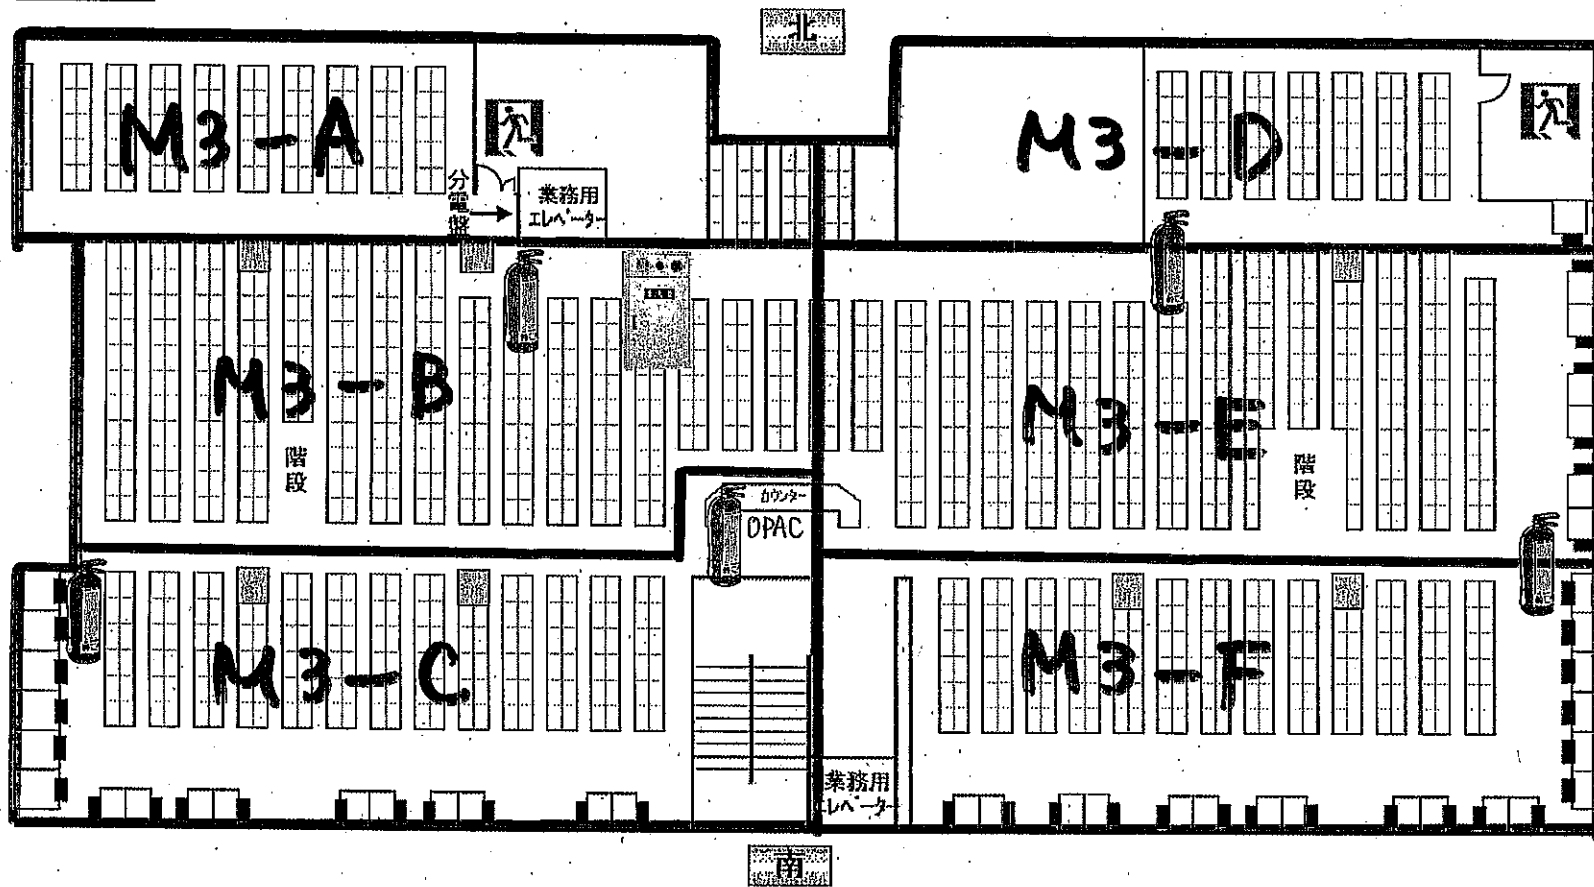 北
M3-A
M3-D
分電盤
業務用
エレベーター
M3-B
M3-E
階段
階段
カウンター
OPAC
M3-C
M3-F
業務用
エレベーター
南